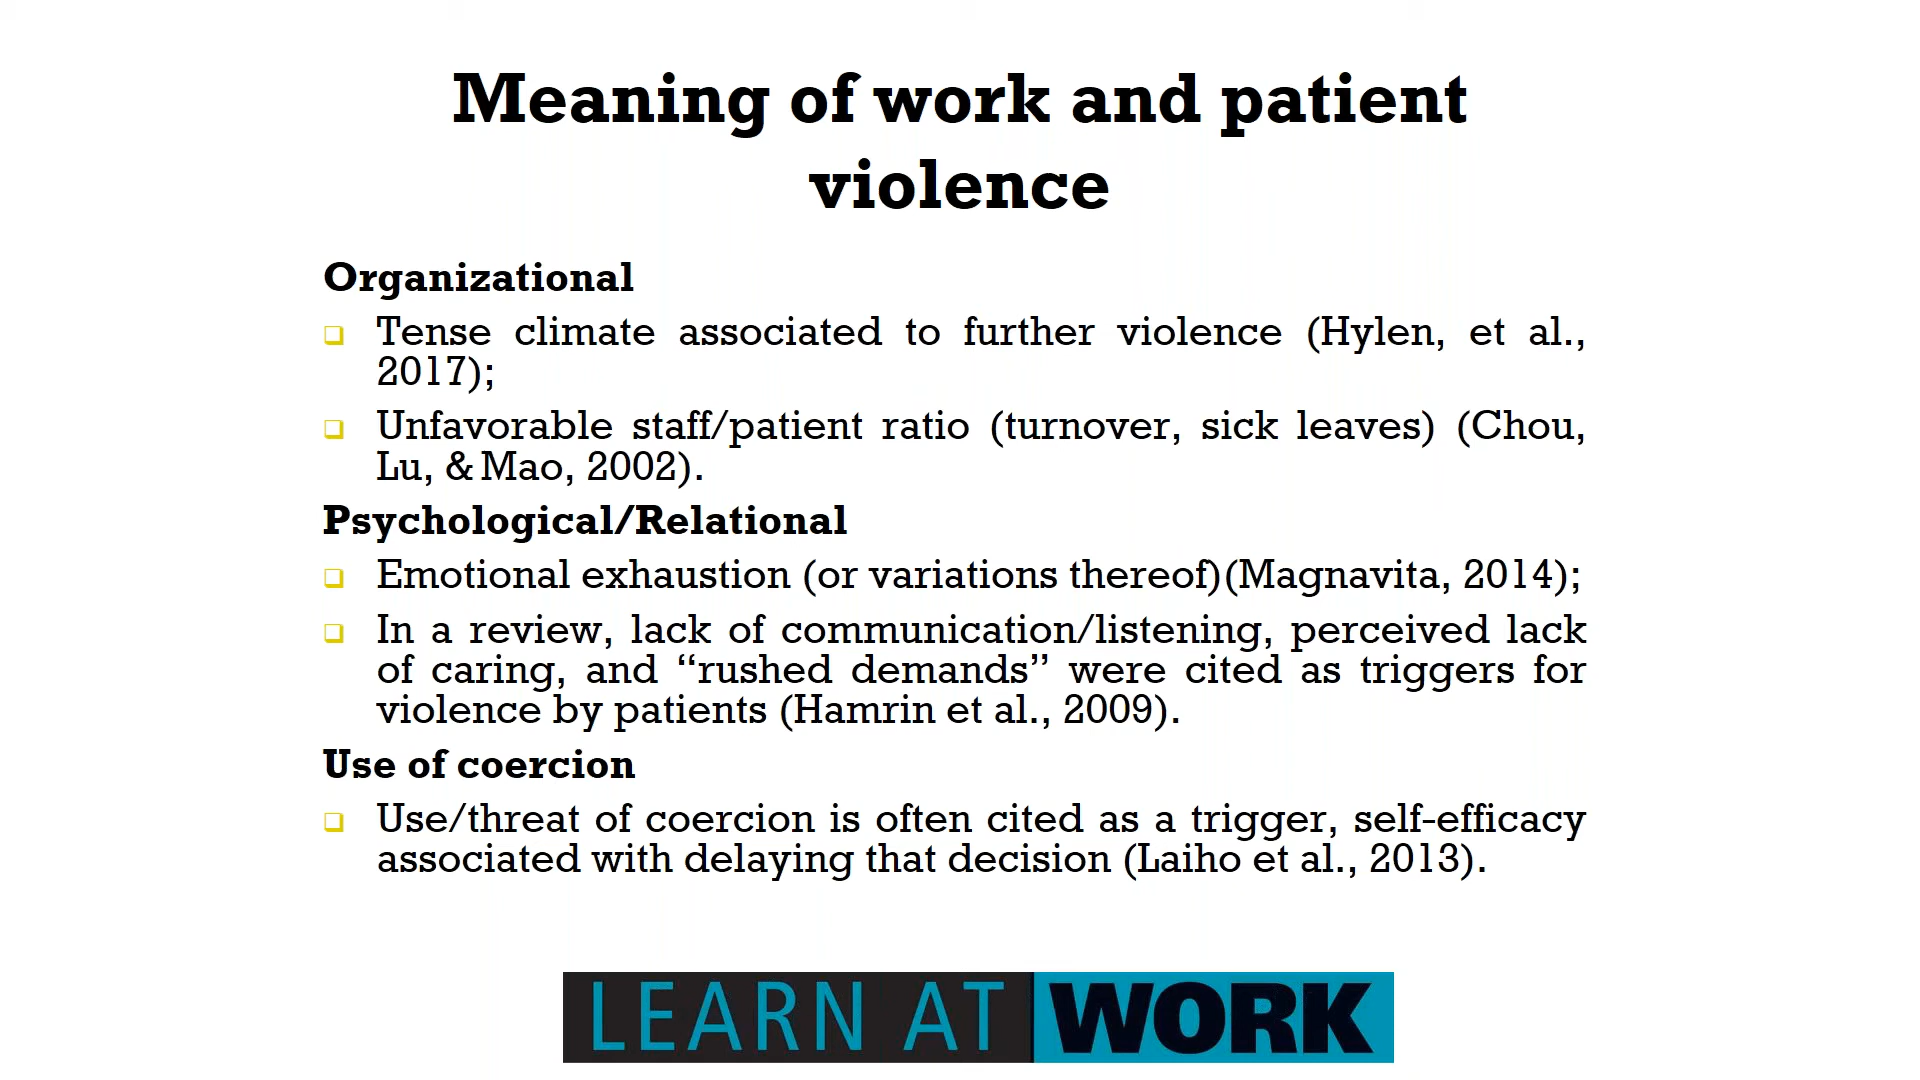 Meaning of work and patient
violence
Organizational
Tense climate associated to further violence (Hylen, et al.,
2017);
Unfavorable staff/patient ratio (turnover, sick leaves) (Chou,
Lu, & Mao, 2002).
Psychological/Relational
Emotional exhaustion (or variations thereof)(Magnavita, 2014);
In a review, lack of communication/listening, perceived lack
of caring, and “rushed demands” were cited as triggers for
violence by patients (Hamrin et al., 2009).
Use of coercion
Use/threat of coercion is often cited as a trigger, self-efficacy
associated with delaying that decision (Laiho et al., 2013).
LEARN AT WORK